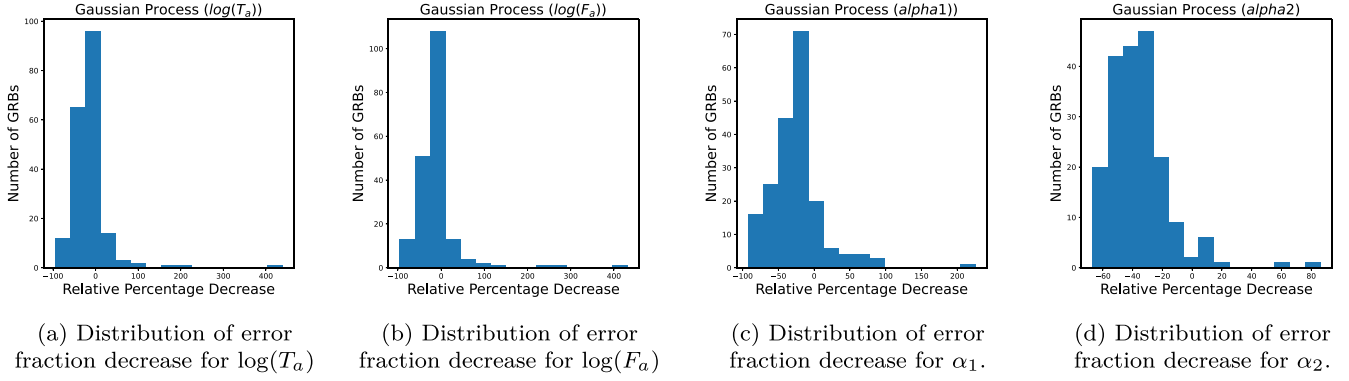 Gaussian Process (log(Tₐ))
Number of GRBs
100
80
60
40
20
0
−100 0 100 200 300 400
Relative Percentage Decrease
(a) Distribution of error
fraction decrease for log(Tₐ)
Gaussian Process (log(Fₐ))
Number of GRBs
100
80
60
40
20
0
−100 0 100 200 300 400
Relative Percentage Decrease
(b) Distribution of error
fraction decrease for log(Fₐ)
Gaussian Process (alpha1))
Number of GRBs
70
60
50
40
30
20
10
0
−100 −50 0 50 100 150 200
Relative Percentage Decrease
(c) Distribution of error
fraction decrease for α₁.
Gaussian Process (alpha2)
Number of GRBs
40
30
20
10
0
−60 −40 −20 0 20 40 60 80
Relative Percentage Decrease
(d) Distribution of error
fraction decrease for α₂.